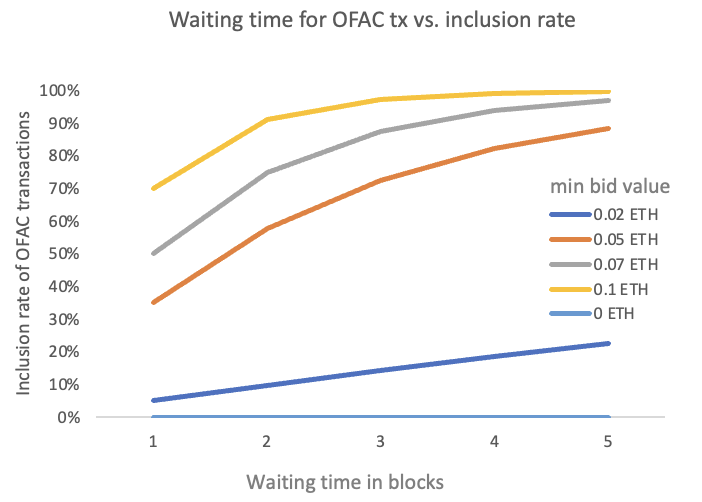 Waiting time for OFAC tx vs. inclusion rate
Inclusion rate of OFAC transactions
100%
90%
80%
70%
60%
50%
40%
30%
20%
10%
0%
min bid value
0.02 ETH
0.05 ETH
0.07 ETH
0.1 ETH
0 ETH
1 2 3 4 5
Waiting time in blocks